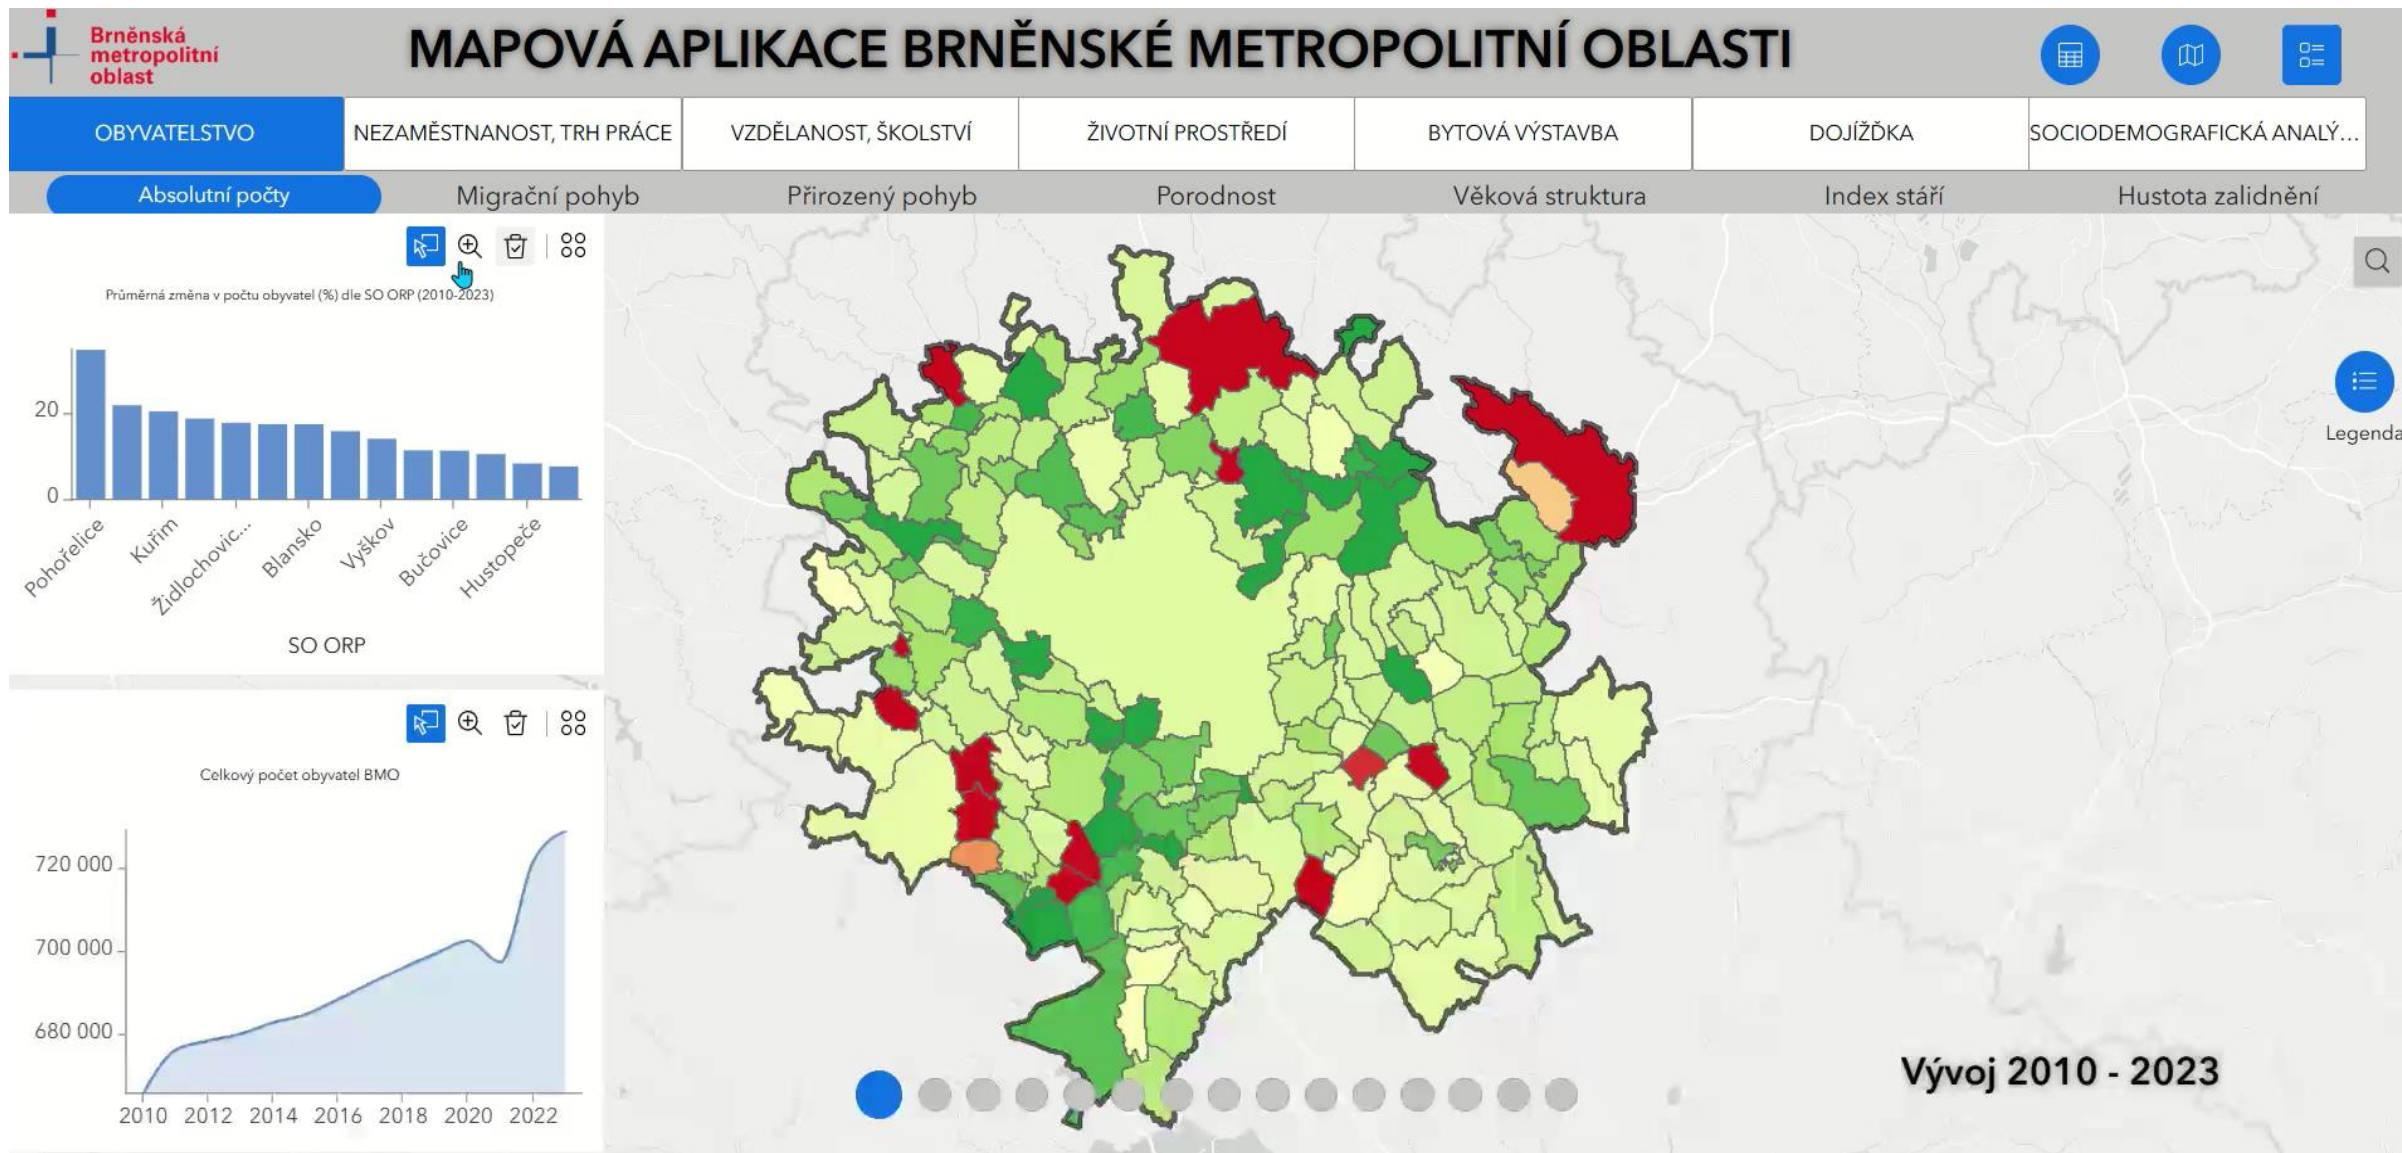 Brněnská
metropolitní
oblast
MAPOVÁ APLIKACE BRNĚNSKÉ METROPOLITNÍ OBLASTI
OBYVATELSTVO
NEZAMĚSTNANOST, TRH PRÁCE
VZDĚLANOST, ŠKOLSTVÍ
ŽIVOTNÍ PROSTŘEDÍ
BYTOVÁ VÝSTAVBA
DOJÍŽĎKA
SOCIODEMOGRAFICKÁ ANALÝ...
Absolutní počty
Migrační pohyb
Přirozený pohyb
Porodnost
Věková struktura
Index stáří
Hustota zalidnění
Průměrná změna v počtu obyvatel (%) dle SO ORP (2010-2023)
20
0
Pohořelice
Kuřim
Židlochovic...
Blansko
Vyškov
Bučovice
Hustopeče
SO ORP
Legenda
Celkový počet obyvatel BMO
720 000
700 000
680 000
2010 2012 2014 2016 2018 2020 2022
Vývoj 2010 - 2023